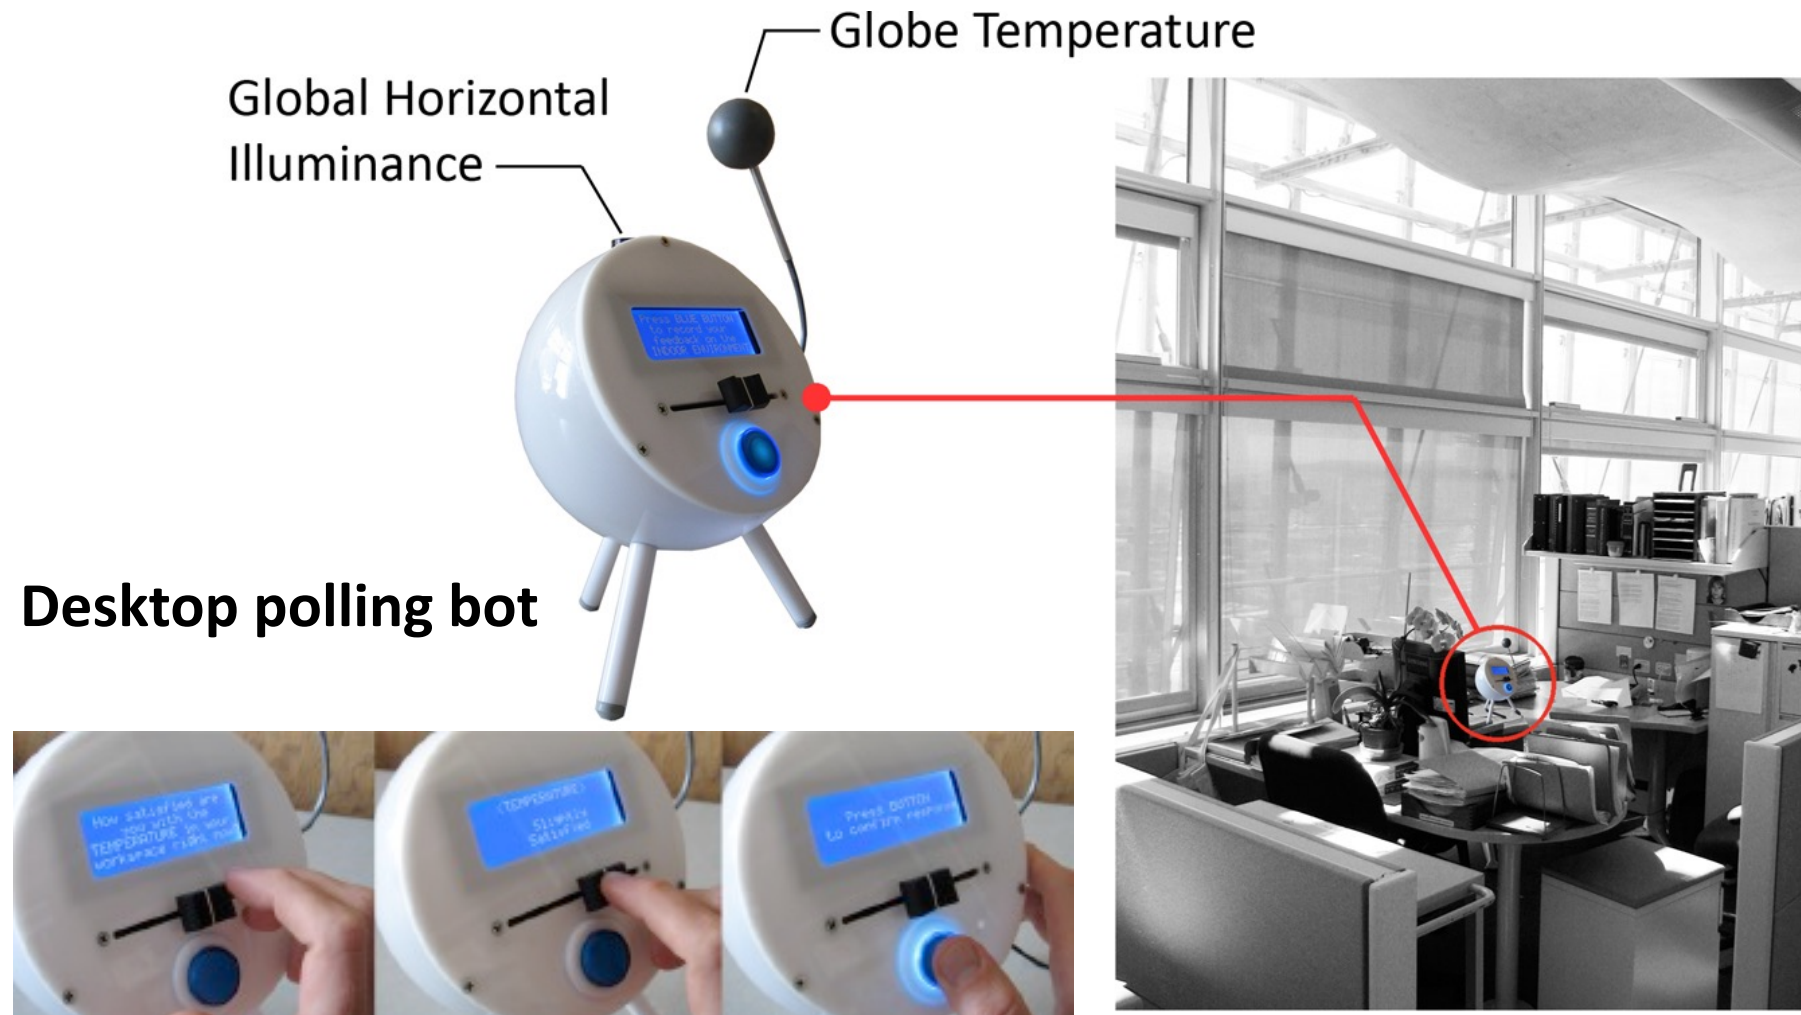 Globe Temperature
Global Horizontal
Illuminance
Press BLUE BUTTON
to record your
feedback on the
INDOOR ENVIRONMENT
Desktop polling bot
How satisfied are
you with the
TEMPERATURE in your
workspace right now
(TEMPERATURE)
Slightly
Satisfied
Press BUTTON
to confirm response